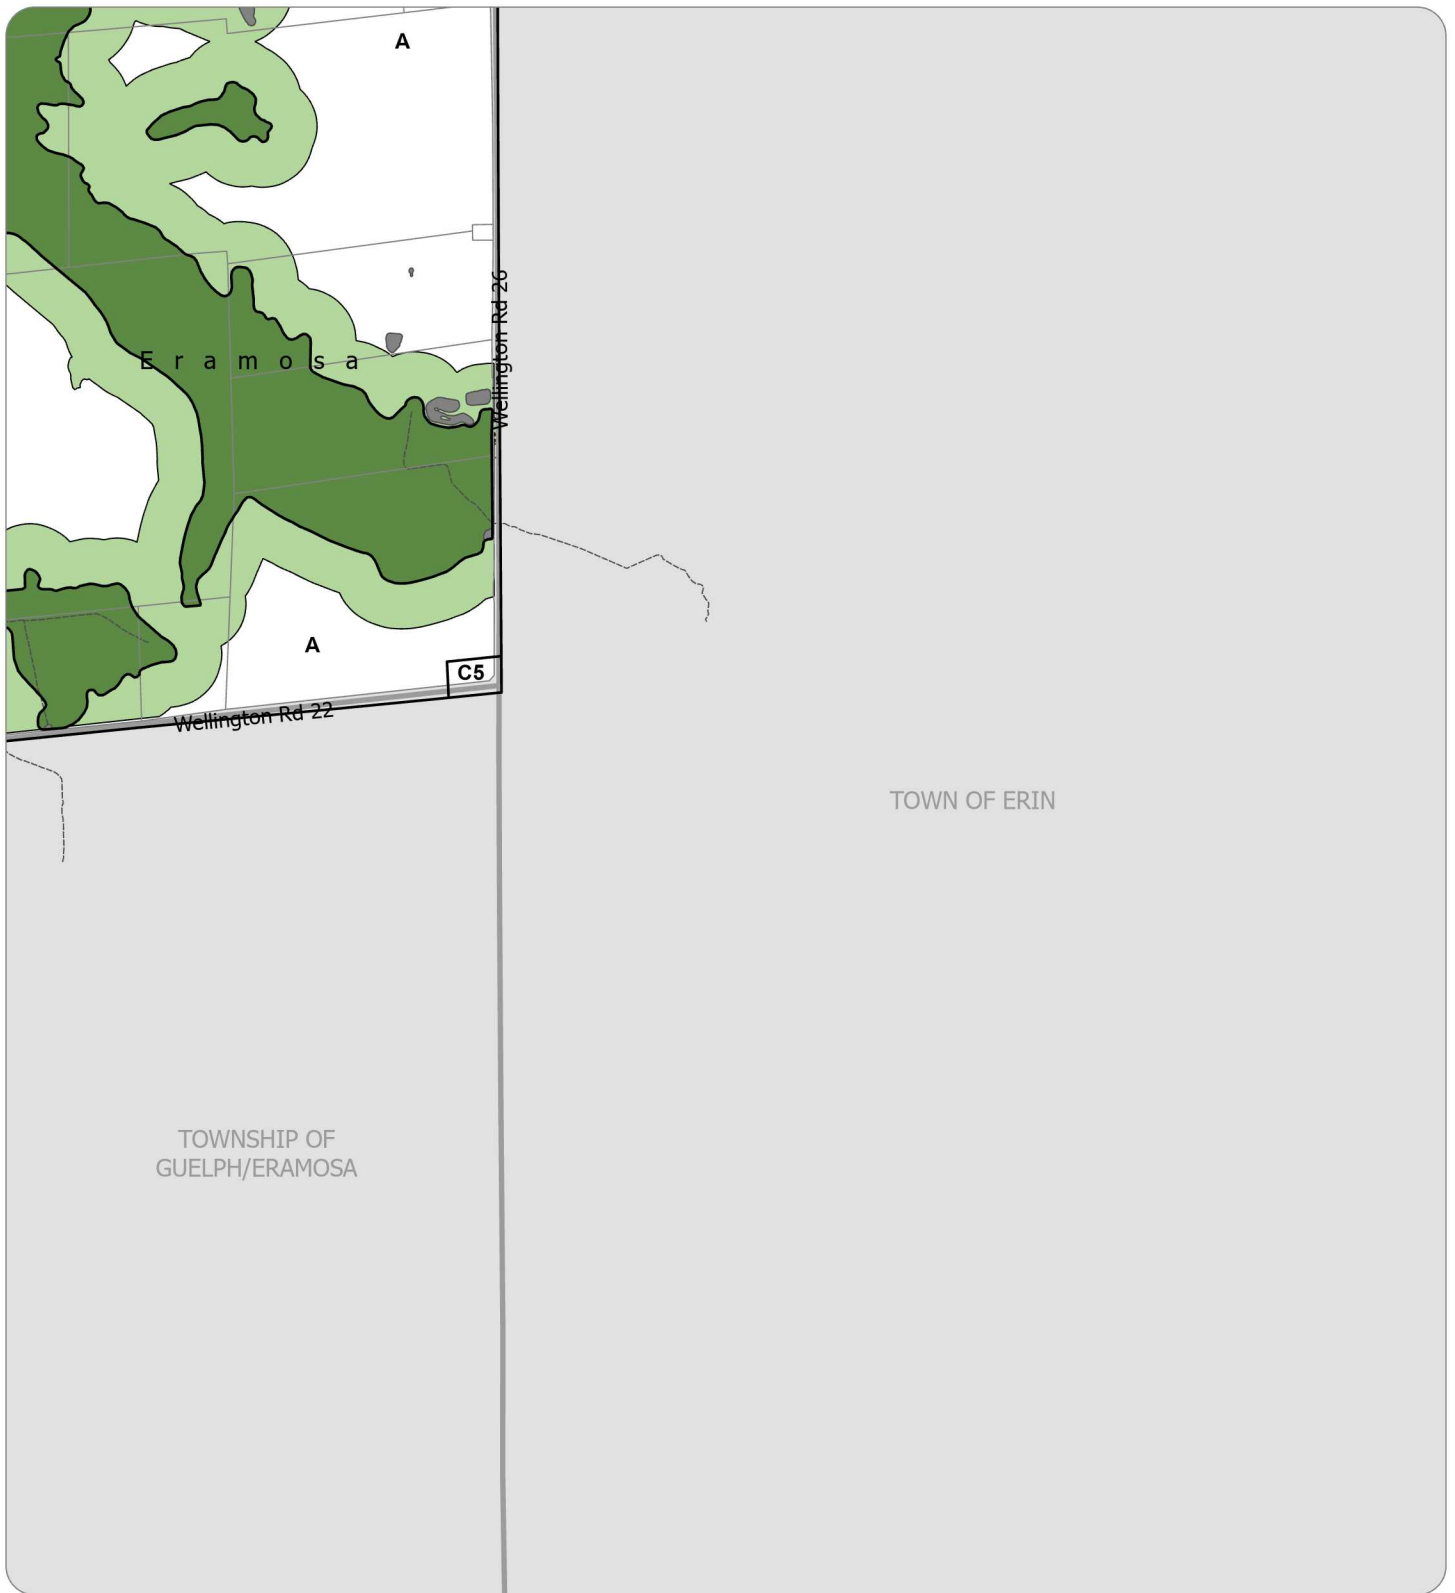 A
Wellington Rd 26
Eramosa
A
C5
Wellington Rd 22
TOWN OF ERIN
TOWNSHIP OF
GUELPH/ERAMOSA